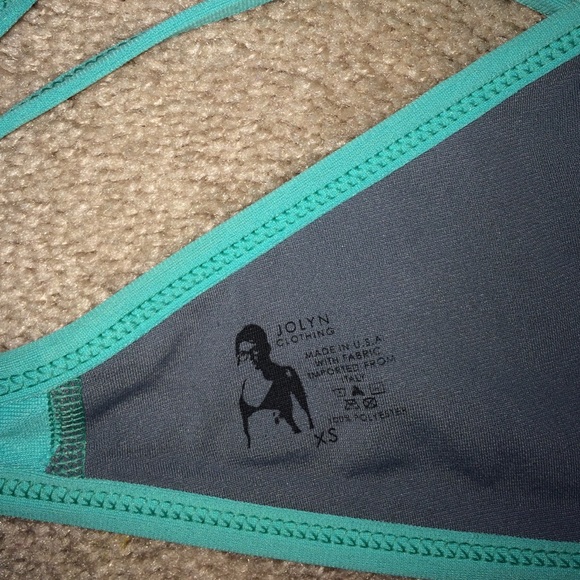 JOLYN
CLOTHING
MADE IN U.S.A
WITH FABRIC
IMPORTED FROM
ITALY
100% POLYESTER
XS